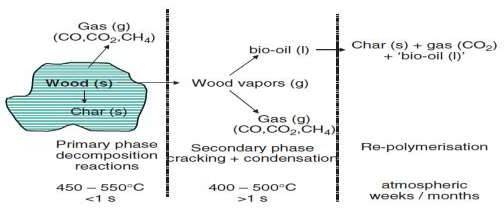 Gas (g)
(CO,CO₂,CH₄)
Wood (s)
Char (s)
Primary phase
decomposition
reactions
450 – 550°C
<1 s
bio-oil (l)
Wood vapors (g)
Gas (g)
(CO,CO₂,CH₄)
Secondary phase
cracking + condensation
400 – 500°C
>1 s
Char (s) + gas (CO₂)
+ 'bio-oil (l)'
Re-polymerisation
atmospheric
weeks / months